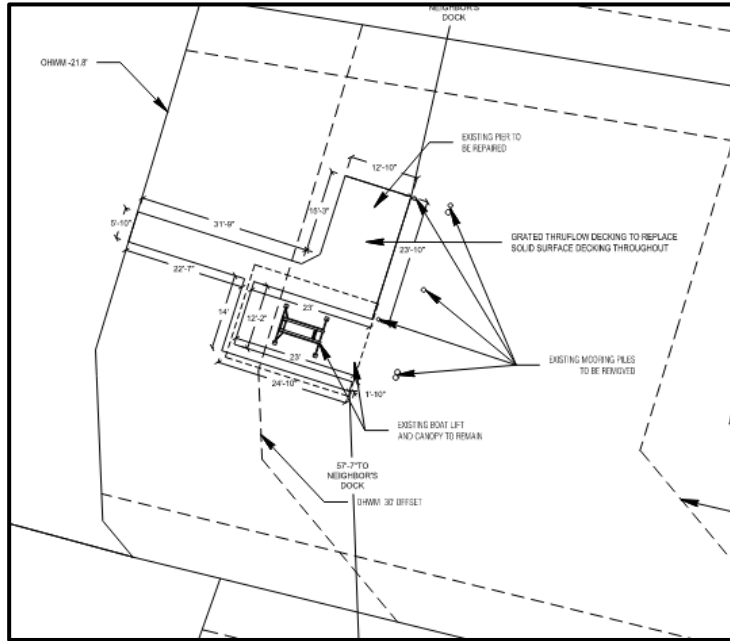 NEIGHBOR'S
DOCK
OHWM -21.8'
EXISTING PIER TO
BE REPAIRED
12'-10"
16'-3"
31'-9"
5'-10"
GRATED THRUFLOW DECKING TO REPLACE
SOLID SURFACE DECKING THROUGHOUT
23'-10"
22'-7"
23'
14'
12'-2"
23'
24'-10"
1'-10"
EXISTING MOORING PILES
TO BE REMOVED
EXISTING BOAT LIFT
AND CANOPY TO REMAIN
57'-7" TO
NEIGHBOR'S
DOCK
OHWM 30' OFFSET